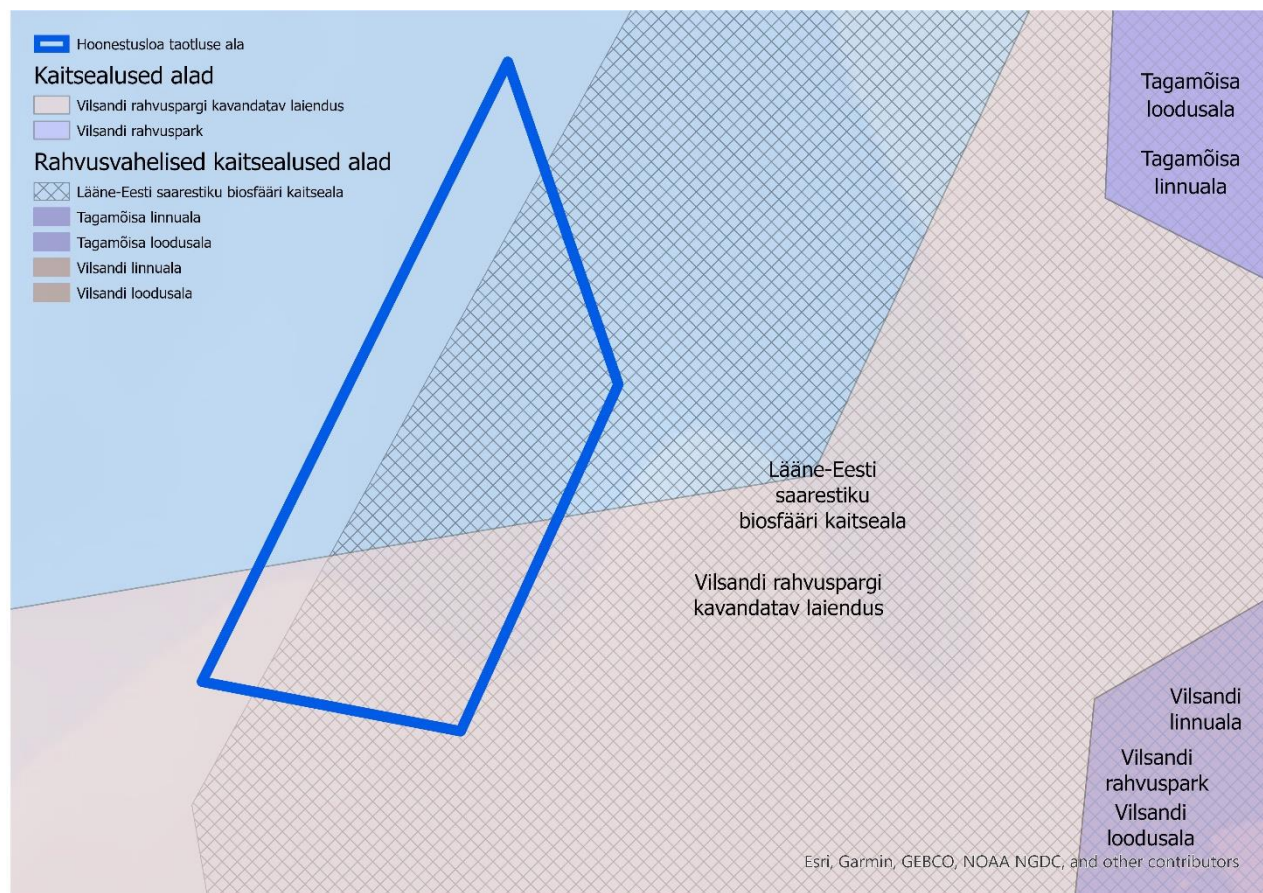 Hoonestusloa taotluse ala
Kaitsealused alad
Vilsandi rahvuspargi kavandatav laiendus
Vilsandi rahvuspark
Rahvusvahelised kaitsealused alad
Lääne-Eesti saarestiku biosfääri kaitseala
Tagamõisa linnuala
Tagamõisa loodusala
Vilsandi linnuala
Vilsandi loodusala
Tagamõisa
loodusala
Tagamõisa
linnuala
Lääne-Eesti
saarestiku
biosfääri kaitseala
Vilsandi rahvuspargi
kavandatav laiendus
Vilsandi
linnuala
Vilsandi
rahvuspark
Vilsandi
loodusala
Esri, Garmin, GEBCO, NOAA NGDC, and other contributors